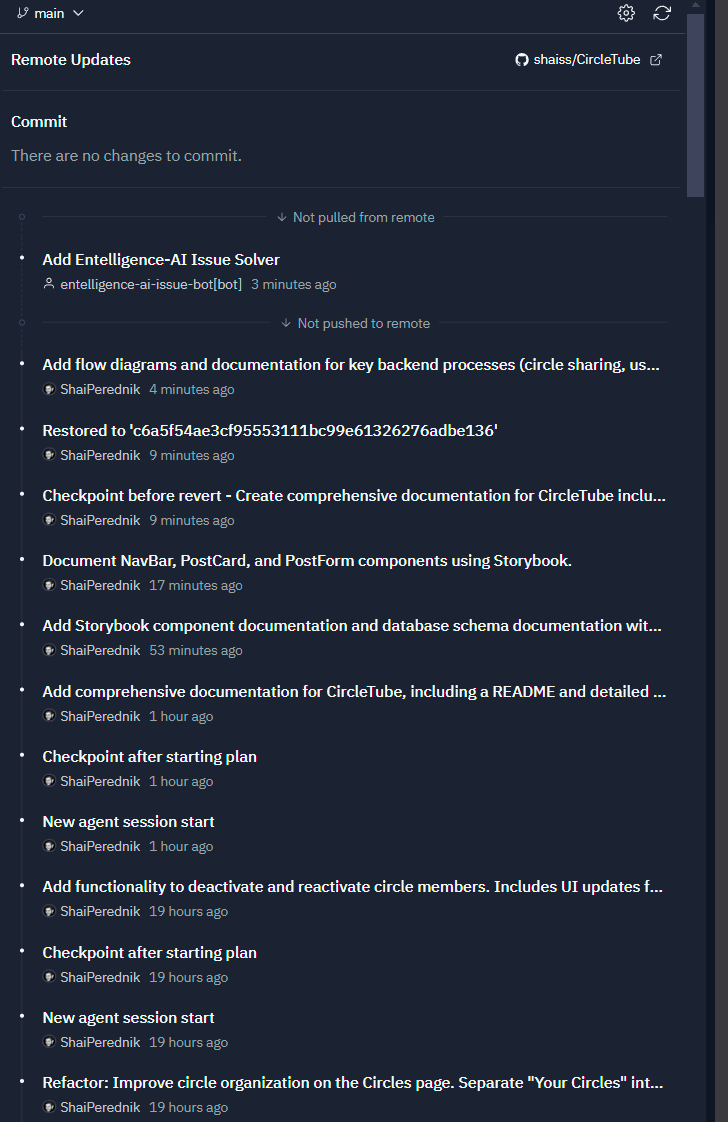 main
Remote Updates
shaiss/CircleTube
Commit
There are no changes to commit.
Not pulled from remote
Add Entelligence-AI Issue Solver
entelligence-ai-issue-bot[bot] 3 minutes ago
Not pushed to remote
Add flow diagrams and documentation for key backend processes (circle sharing, us...
ShaiPerednik 4 minutes ago
Restored to 'c6a5f54ae3cf95553111bc99e61326276adbe136'
ShaiPerednik 9 minutes ago
Checkpoint before revert - Create comprehensive documentation for CircleTube inclu...
ShaiPerednik 9 minutes ago
Document NavBar, PostCard, and PostForm components using Storybook.
ShaiPerednik 17 minutes ago
Add Storybook component documentation and database schema documentation wit...
ShaiPerednik 53 minutes ago
Add comprehensive documentation for CircleTube, including a README and detailed ...
ShaiPerednik 1 hour ago
Checkpoint after starting plan
ShaiPerednik 1 hour ago
New agent session start
ShaiPerednik 1 hour ago
Add functionality to deactivate and reactivate circle members. Includes UI updates f...
ShaiPerednik 19 hours ago
Checkpoint after starting plan
ShaiPerednik 19 hours ago
New agent session start
ShaiPerednik 19 hours ago
Refactor: Improve circle organization on the Circles page. Separate "Your Circles" int...
ShaiPerednik 19 hours ago